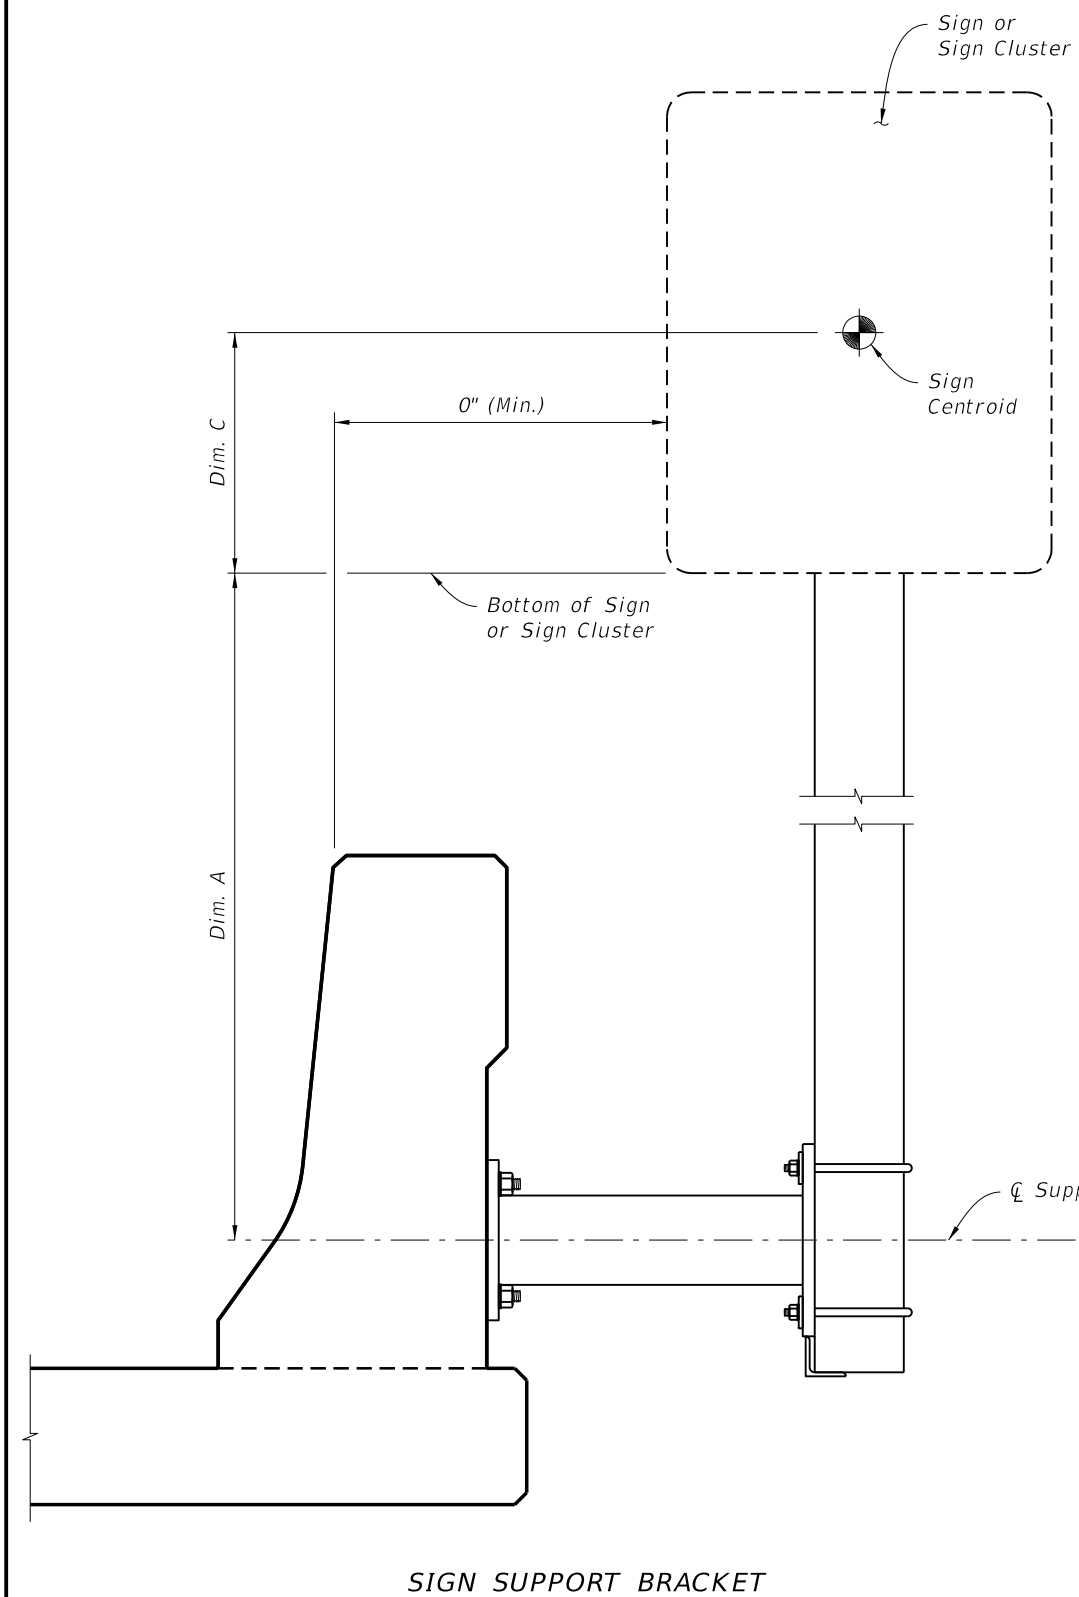 Sign or
Sign Cluster
Sign
Centroid
0" (Min.)
Dim. C
Bottom of Sign
or Sign Cluster
Dim. A
℄
SIGN SUPPORT BRACKET